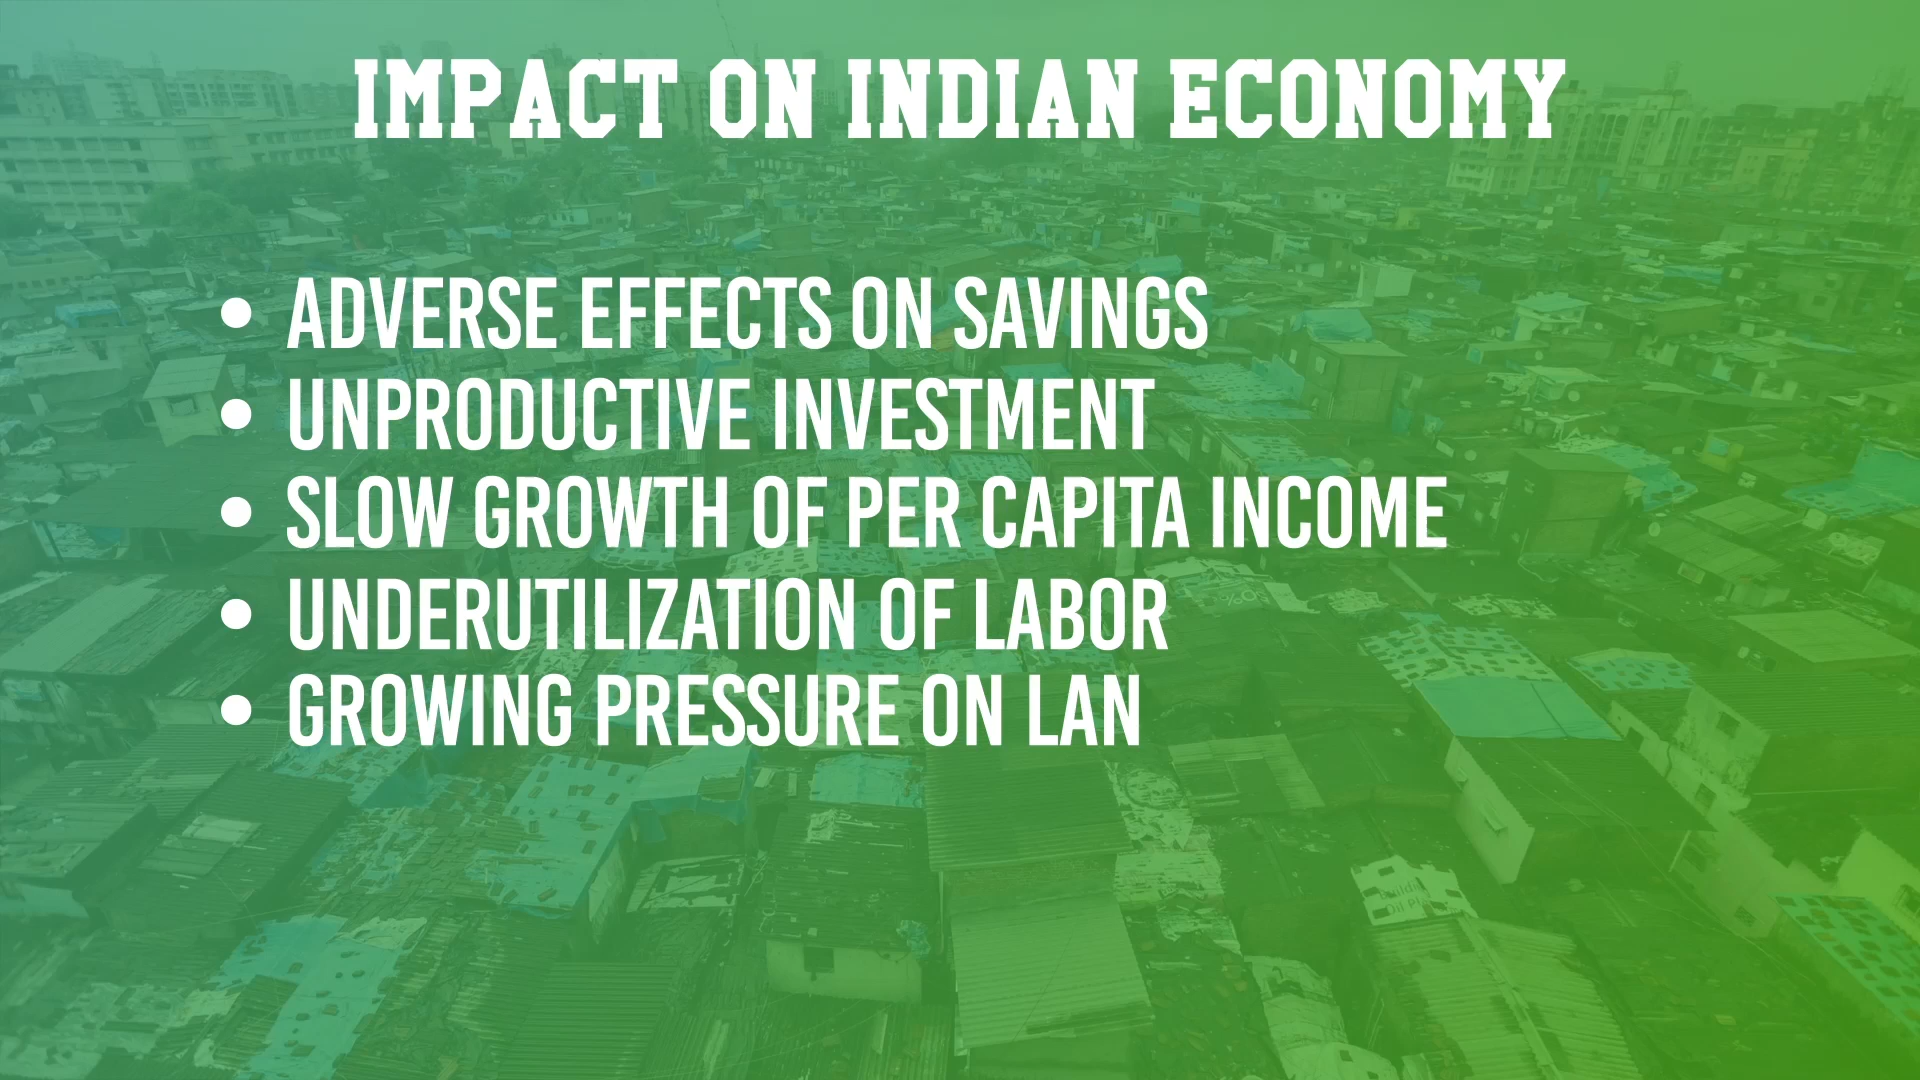 IMPACT ON INDIAN ECONOMY
• ADVERSE EFFECTS ON SAVINGS
• UNPRODUCTIVE INVESTMENT
• SLOW GROWTH OF PER CAPITA INCOME
• UNDERUTILIZATION OF LABOR
• GROWING PRESSURE ON LAN